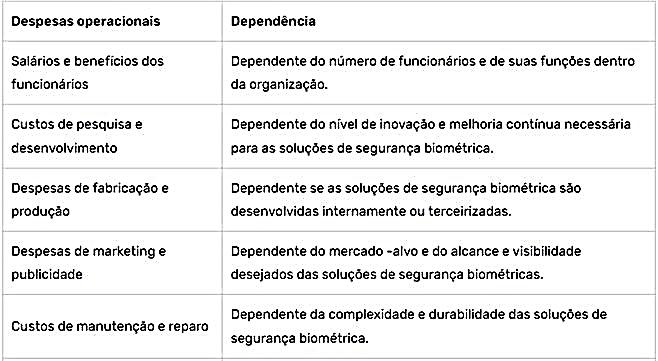 Despesas operacionais
Dependência
Salários e benefícios dos
funcionários
Dependente do número de funcionários e de suas funções dentro
da organização.
Custos de pesquisa e
desenvolvimento
Dependente do nível de inovação e melhoria contínua necessária
para as soluções de segurança biométrica.
Despesas de fabricação e
produção
Dependente se as soluções de segurança biométrica são
desenvolvidas internamente ou terceirizadas.
Despesas de marketing e
publicidade
Dependente do mercado -alvo e do alcance e visibilidade
desejados das soluções de segurança biométricas.
Custos de manutenção e reparo
Dependente da complexidade e durabilidade das soluções de
segurança biométrica.